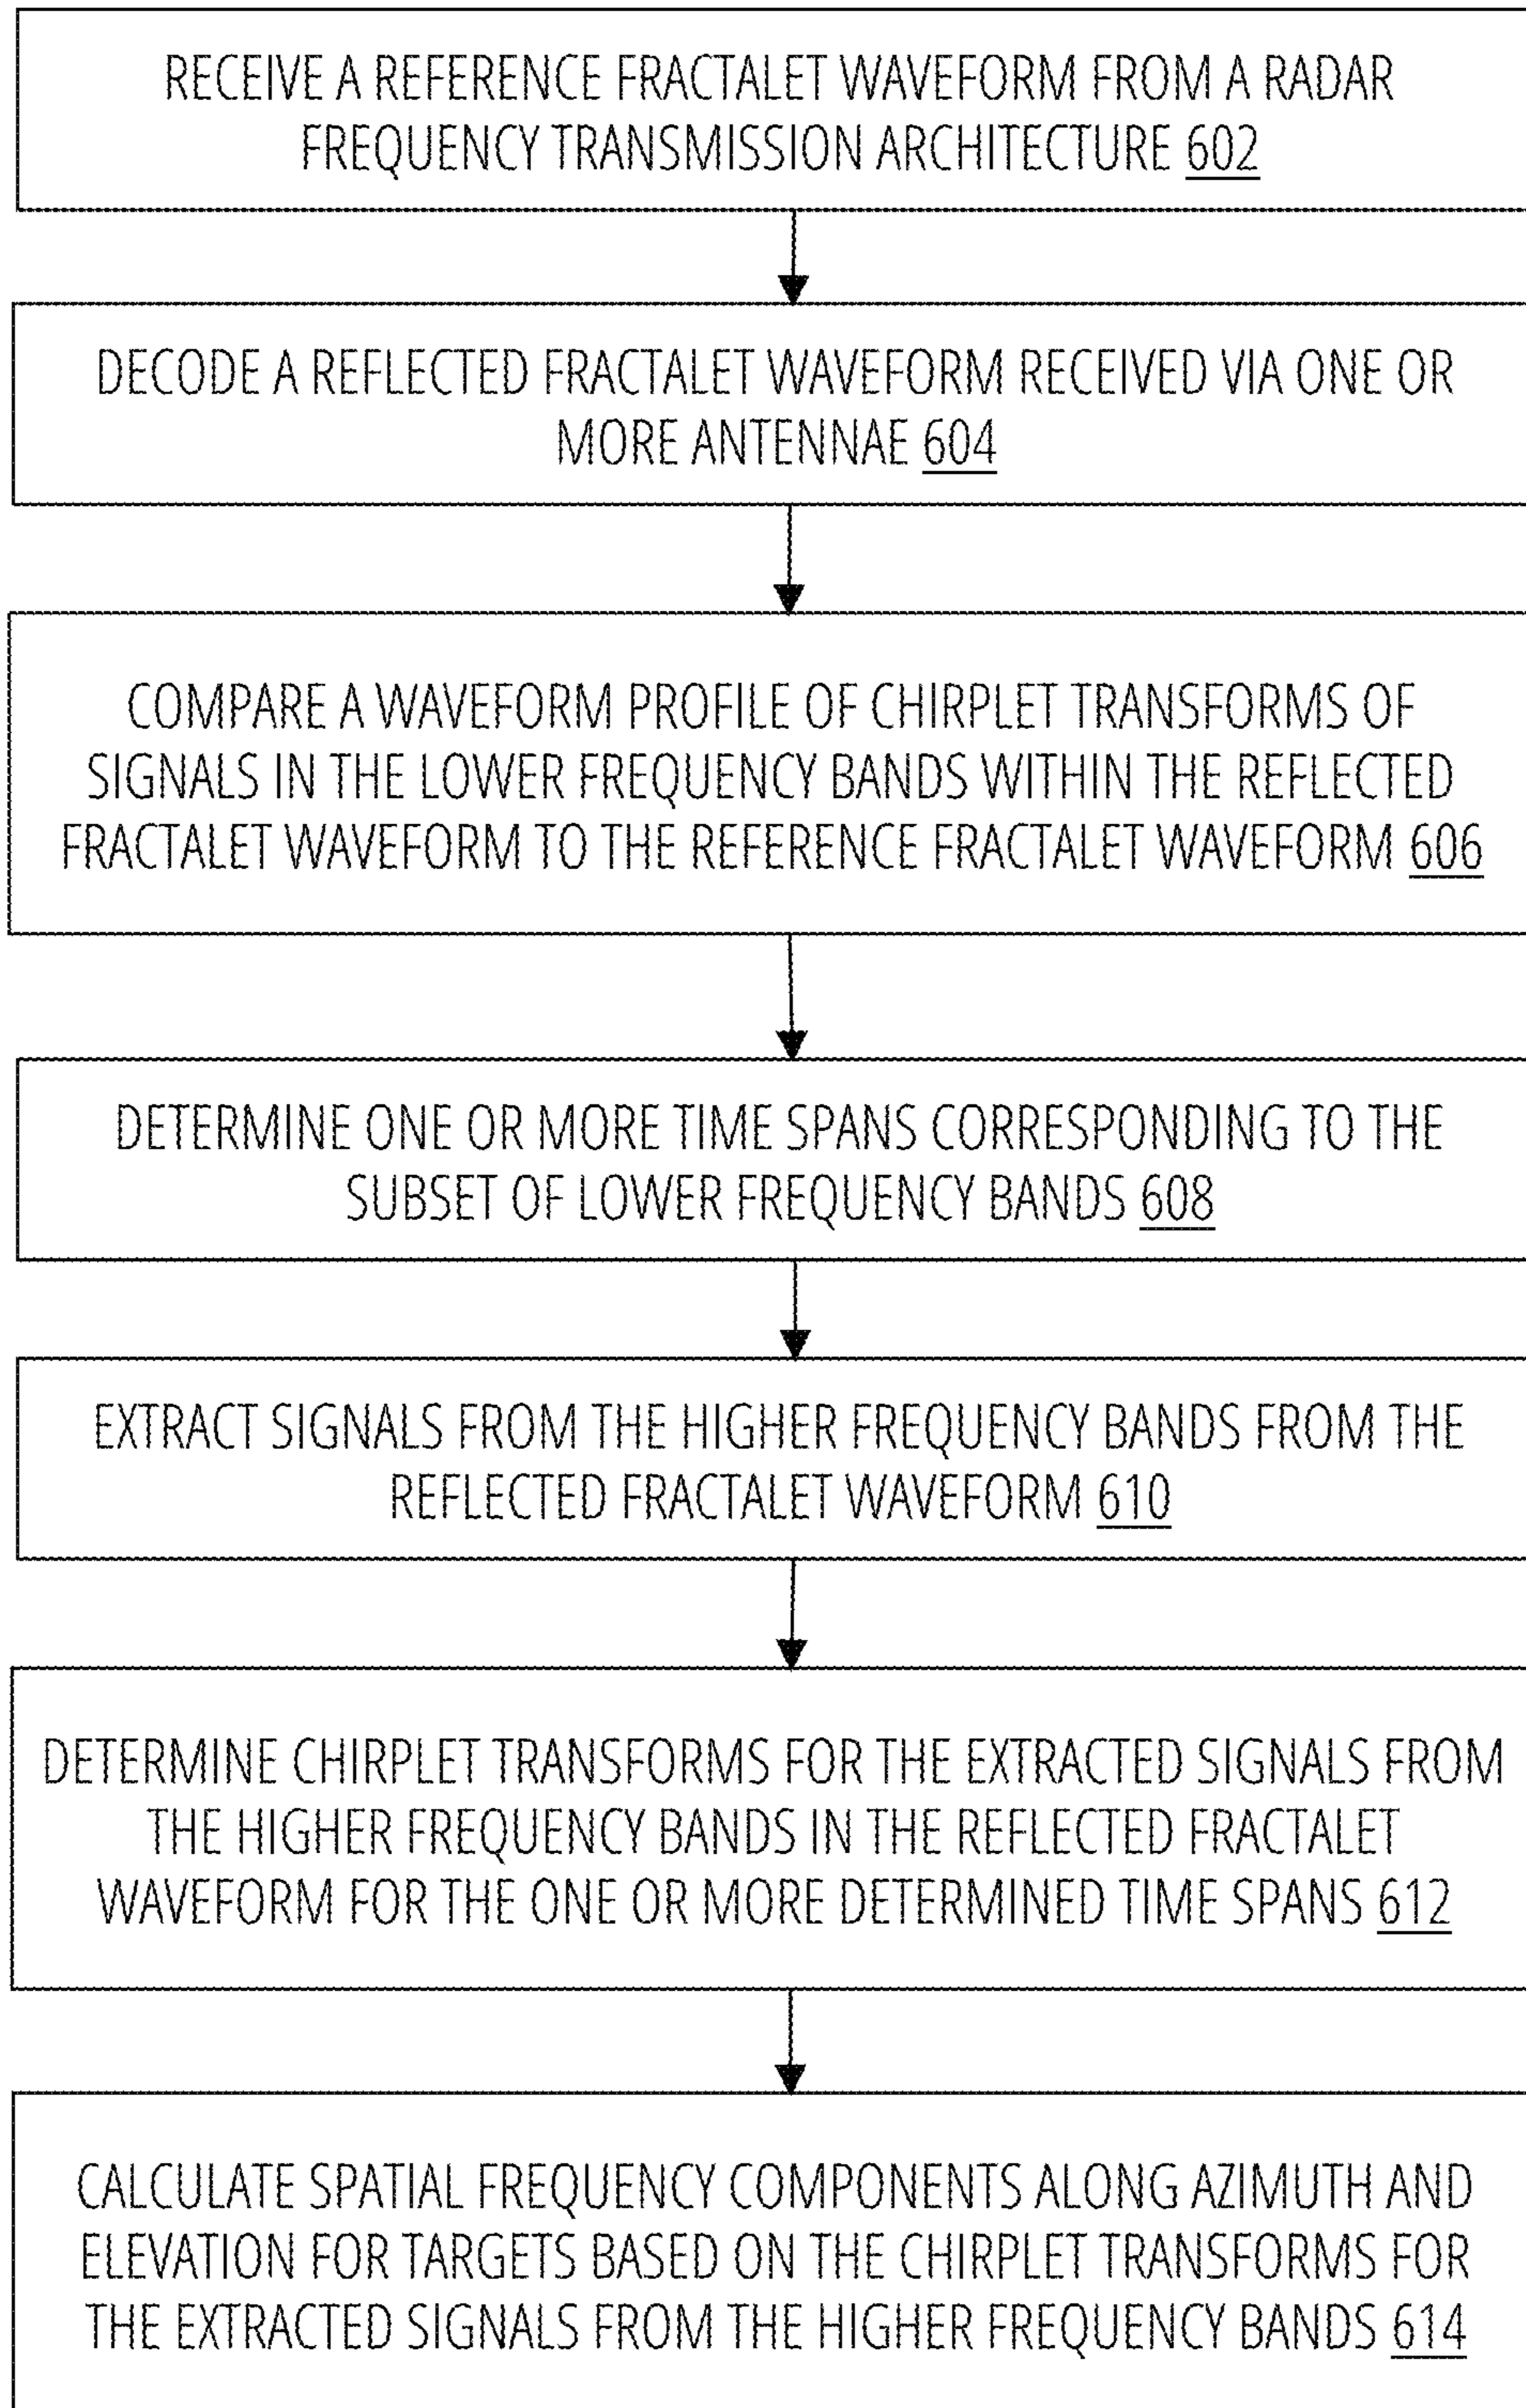 RECEIVE A REFERENCE FRACTALET WAVEFORM FROM A RADAR
FREQUENCY TRANSMISSION ARCHITECTURE 602
DECODE A REFLECTED FRACTALET WAVEFORM RECEIVED VIA ONE OR
MORE ANTENNAE 604
COMPARE A WAVEFORM PROFILE OF CHIRPLET TRANSFORMS OF
SIGNALS IN THE LOWER FREQUENCY BANDS WITHIN THE REFLECTED
FRACTALET WAVEFORM TO THE REFERENCE FRACTALET WAVEFORM 606
DETERMINE ONE OR MORE TIME SPANS CORRESPONDING TO THE
SUBSET OF LOWER FREQUENCY BANDS 608
EXTRACT SIGNALS FROM THE HIGHER FREQUENCY BANDS FROM THE
REFLECTED FRACTALET WAVEFORM 610
DETERMINE CHIRPLET TRANSFORMS FOR THE EXTRACTED SIGNALS FROM
THE HIGHER FREQUENCY BANDS IN THE REFLECTED FRACTALET
WAVEFORM FOR THE ONE OR MORE DETERMINED TIME SPANS 612
CALCULATE SPATIAL FREQUENCY COMPONENTS ALONG AZIMUTH AND
ELEVATION FOR TARGETS BASED ON THE CHIRPLET TRANSFORMS FOR
THE EXTRACTED SIGNALS FROM THE HIGHER FREQUENCY BANDS 614